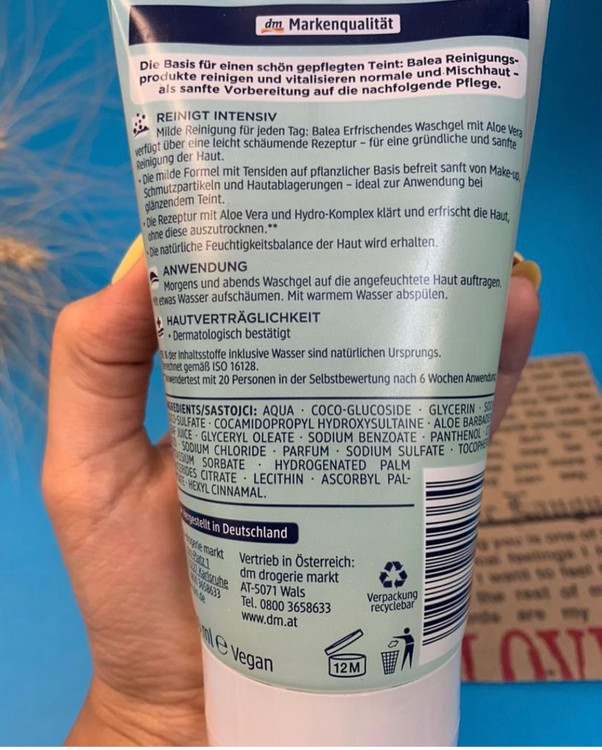 dm Markenqualität
Die Basis für einen schön gepflegten Teint: Balea Reinigungs-
produkte reinigen und vitalisieren normale und Mischhaut –
als sanfte Vorbereitung auf die nachfolgende Pflege.
REINIGT INTENSIV
Milde Reinigung für jeden Tag: Balea Erfrischendes Waschgel mit Aloe Vera
verfügt über eine leicht schäumende Rezeptur – für eine gründliche und sanfte
Reinigung der Haut.
• Die milde Formel mit Tensiden auf pflanzlicher Basis befreit sanft von Make-up,
Schmutzpartikeln und Hautablagerungen – ideal zur Anwendung bei
glänzendem Teint.
• Die Rezeptur mit Aloe Vera und Hydro-Komplex klärt und erfrischt die Haut,
ohne diese auszutrocknen.**
• Die natürliche Feuchtigkeitsbalance der Haut wird erhalten.
ANWENDUNG
Morgens und abends Waschgel auf die angefeuchtete Haut auftragen,
etwas Wasser aufschäumen. Mit warmem Wasser abspülen.
HAUTVERTRÄGLICHKEIT
• Dermatologisch bestätigt
der Inhaltsstoffe inklusive Wasser sind natürlichen Ursprungs.
gemäß ISO 16128.
mit 20 Personen in der Selbstbewertung nach 6 Wochen
/SASTOJCI: AQUA · COCO-GLUCOSIDE · GLYCERIN ·
· COCAMIDOPROPYL HYDROXYSULTAINE · ALOE
· GLYCERYL OLEATE · SODIUM BENZOATE · PANTHENOL
SODIUM CHLORIDE · PARFUM · SODIUM SULFATE ·
SORBATE · HYDROGENATED PALM
CITRATE · LECITHIN · ASCORBYL PAL-
· HEXYL CINNAMAL.
in Deutschland
markt
Karlsruhe
Vertrieb in Österreich:
dm drogerie markt
AT-5071 Wals
Tel. 0800 3658633
www.dm.at
Verpackung
recyclebar
ml e Vegan
12 M
LOVE